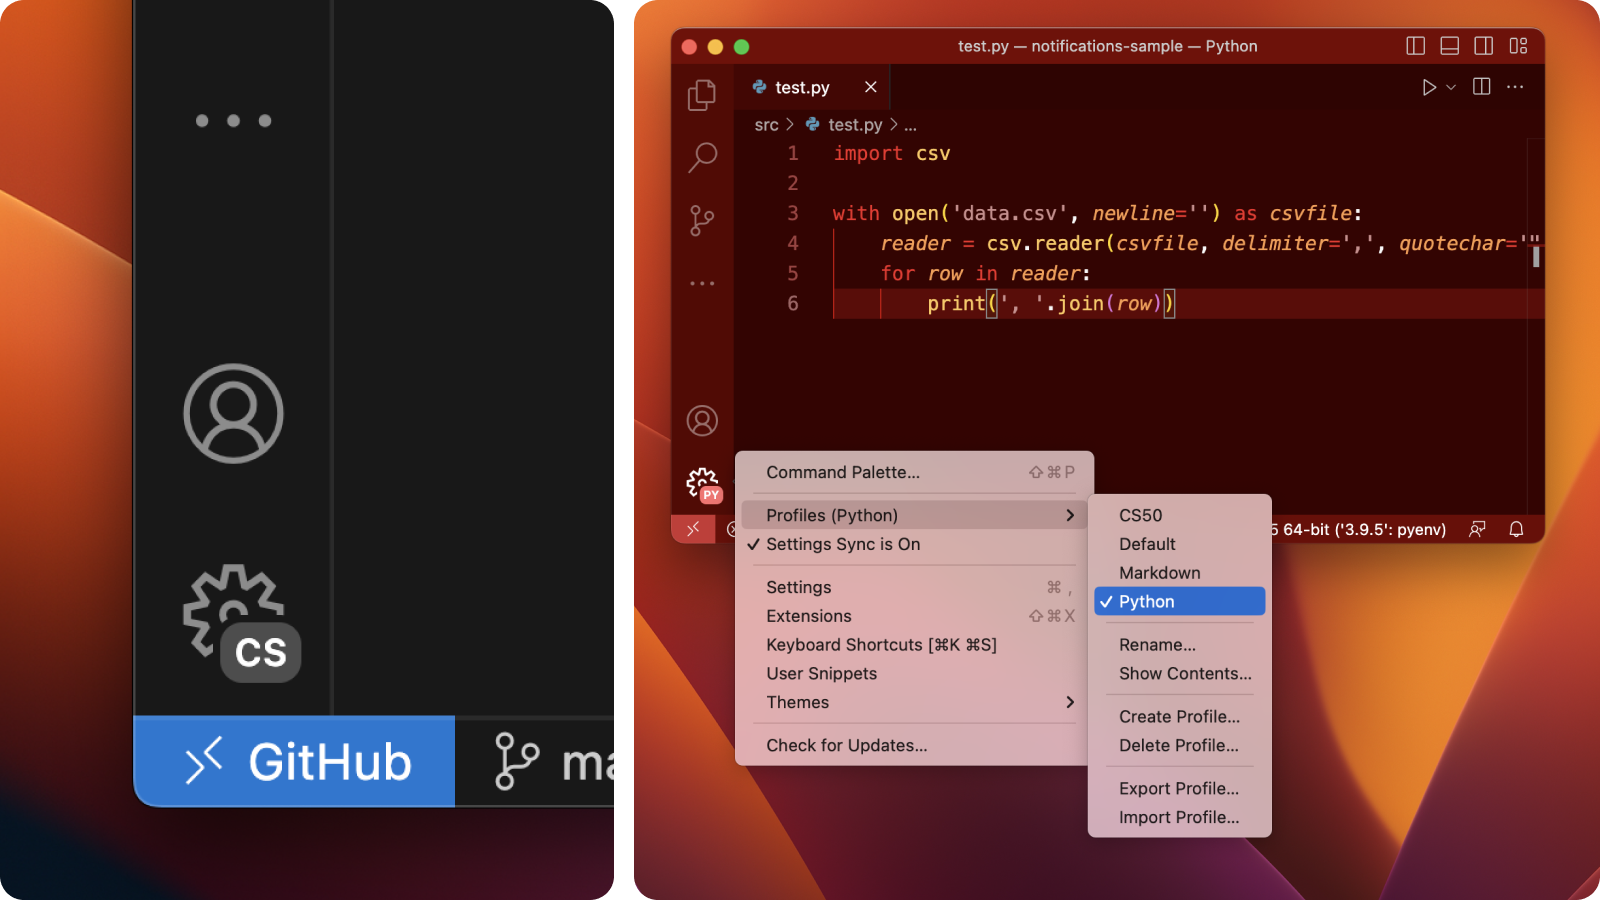 CS
GitHub
test.py — notifications-sample — Python
test.py
src > test.py > ...
1 import csv
2
3 with open('data.csv', newline='') as csvfile:
4 reader = csv.reader(csvfile, delimiter=',', quotechar='"
5 for row in reader:
6 print(', '.join(row))
PY
Command Palette... ⇧⌘P
Profiles (Python)
✓ Settings Sync is On
Settings ⌘ ,
Extensions ⇧⌘X
Keyboard Shortcuts [⌘K ⌘S]
User Snippets
Themes
Check for Updates...
CS50
Default
Markdown
✓ Python
Rename...
Show Contents...
Create Profile...
Delete Profile...
Export Profile...
Import Profile...
64-bit ('3.9.5': pyenv)